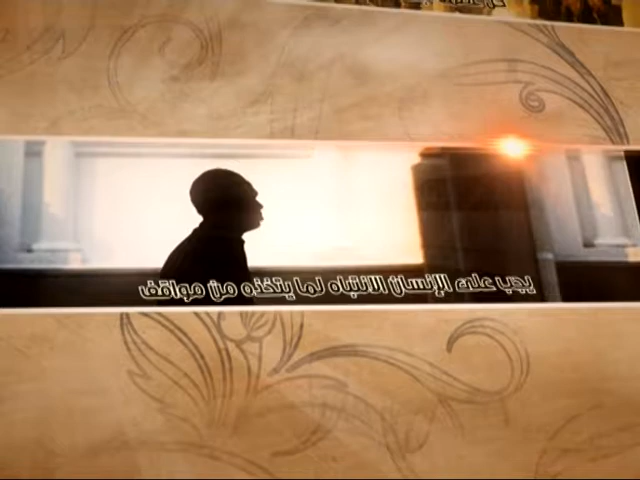 يجب على الإنسان الانتباه لما يتخذه من مواقف